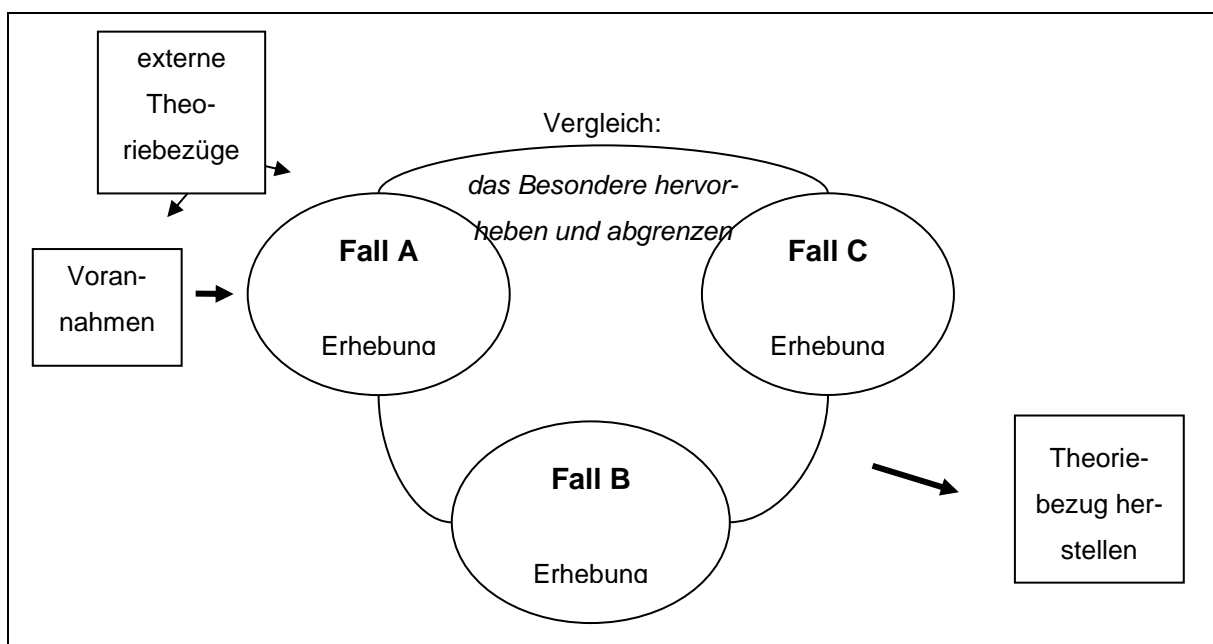 externe
Theo-
riebezüge
Vergleich:
das Besondere hervor-
heben und abgrenzen
Voran-
nahmen
Fall A
Erhebung
Fall C
Erhebung
Fall B
Erhebung
Theorie-
bezug her-
stellen